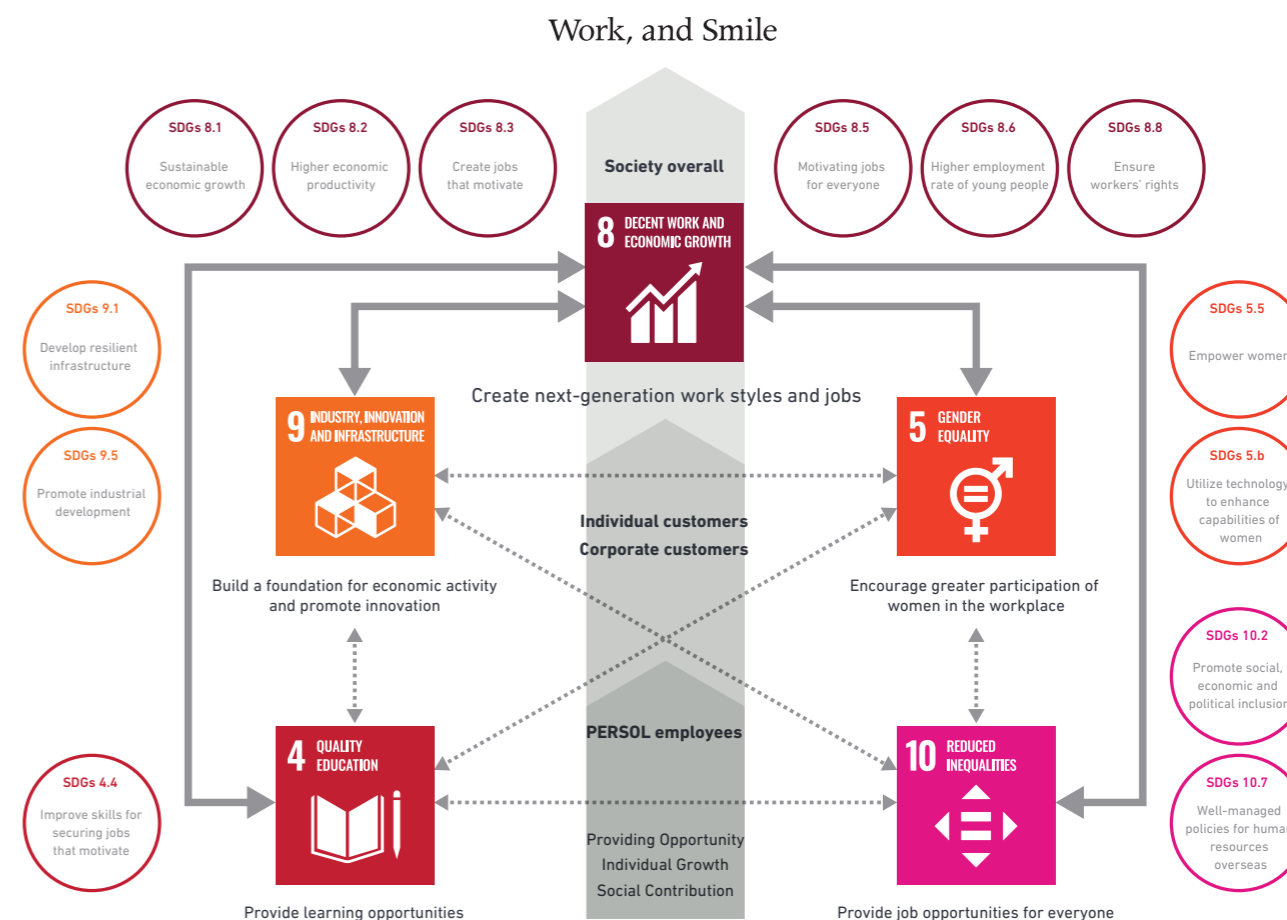 Work, and Smile
SDGs 8.1
Sustainable
economic growth
SDGs 8.2
Higher economic
productivity
SDGs 8.3
Create jobs
that motivate
Society overall
SDGs 8.5
Motivating jobs
for everyone
SDGs 8.6
Higher employment
rate of young people
SDGs 8.8
Ensure
workers' rights
8 DECENT WORK AND
ECONOMIC GROWTH
Create next-generation work styles and jobs
SDGs 9.1
Develop resilient
infrastructure
SDGs 9.5
Promote industrial
development
9 INDUSTRY, INNOVATION
AND INFRASTRUCTURE
Build a foundation for economic activity
and promote innovation
Individual customers
Corporate customers
5 GENDER
EQUALITY
Encourage greater participation of
women in the workplace
SDGs 5.5
Empower women
SDGs 5.b
Utilize technology
to enhance
capabilities of
women
SDGs 10.2
Promote social,
economic and
political inclusion
SDGs 10.7
Well-managed
policies for human
resources
overseas
SDGs 4.4
Improve skills for
securing jobs
that motivate
4 QUALITY
EDUCATION
Provide learning opportunities
PERSOL employees
Providing Opportunity
Individual Growth
Social Contribution
10 REDUCED
INEQUALITIES
Provide job opportunities for everyone